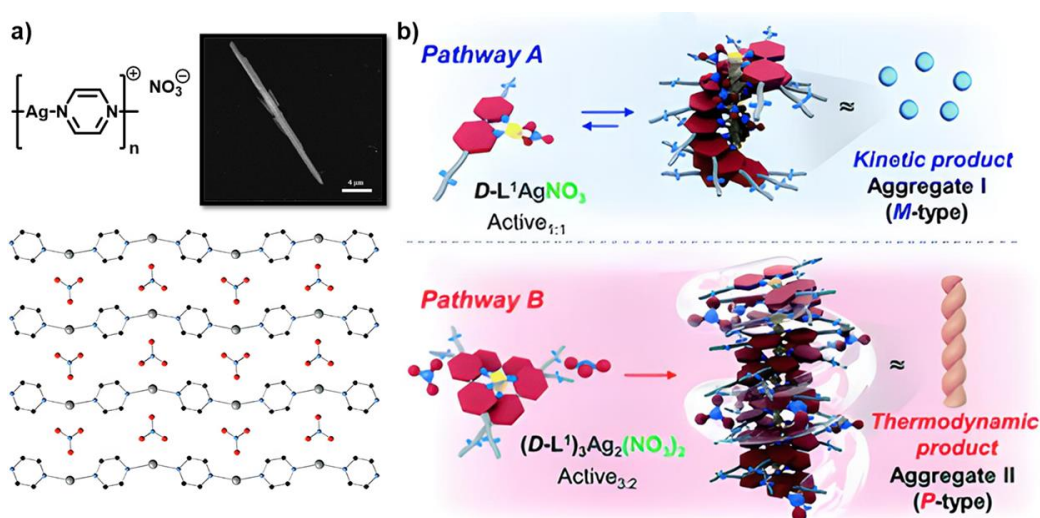 a)
[Ag-N N]n ⊕ NO3⊖
4 μm
b)
Pathway A
D-L¹AgNO₃
Active₁:₁
≈
Kinetic product
Aggregate I
(M-type)
Pathway B
(D-L¹)₃Ag₂(NO₃)₂
Active₃:₂
≈
Thermodynamic
product
Aggregate II
(P-type)